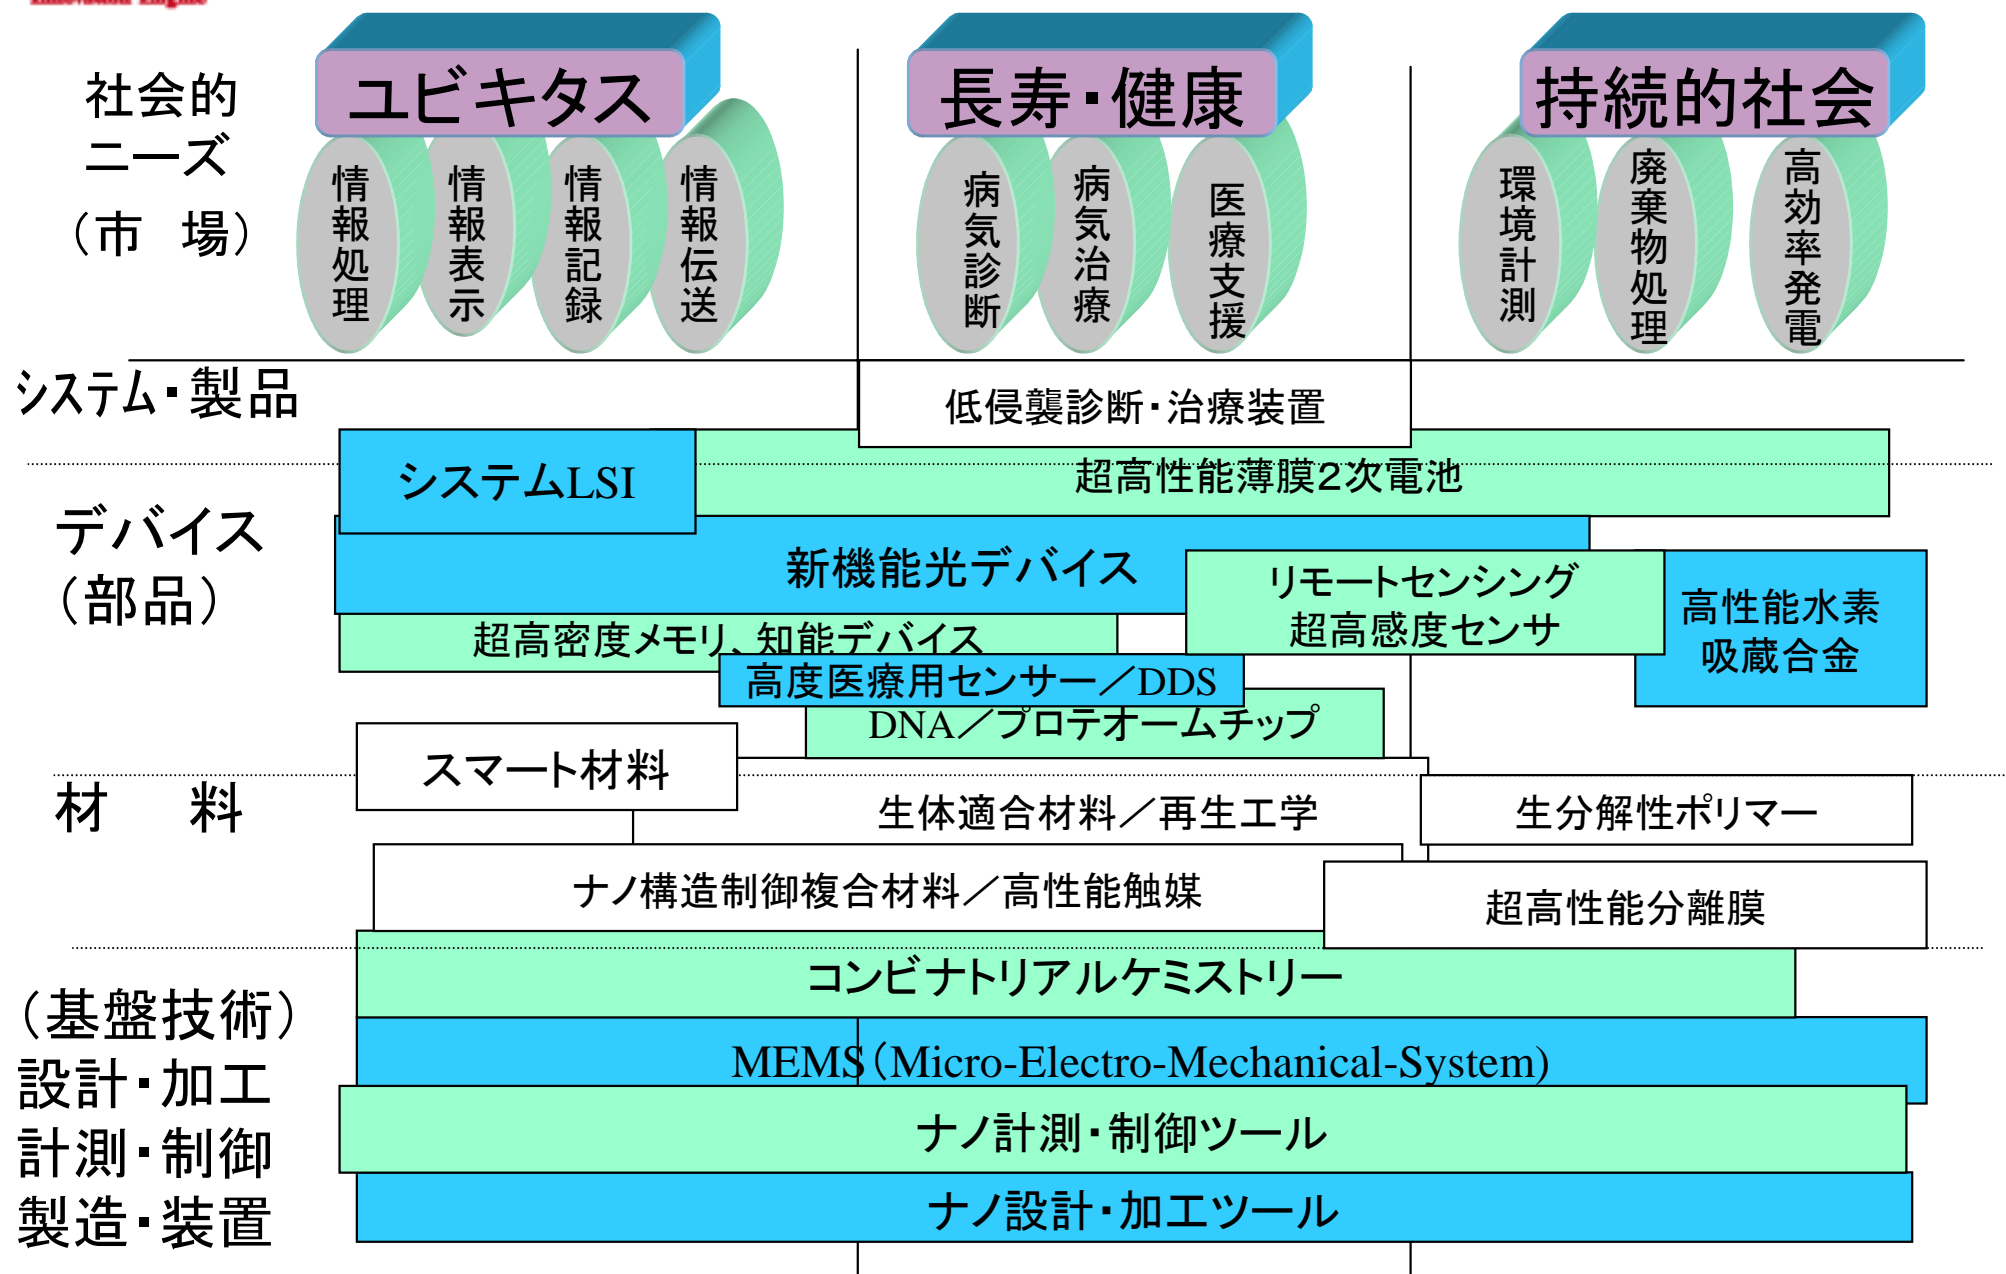 Innovation Engine
社会的
ニーズ
（市　場）
ユビキタス
長寿・健康
持続的社会
情報処理
情報表示
情報記録
情報伝送
病気診断
病気治療
医療支援
環境計測
廃棄物処理
高効率発電
システム・製品
低侵襲診断・治療装置
システムLSI
超高性能薄膜２次電池
デバイス
（部品）
新機能光デバイス
リモートセンシング
超高感度センサ
高性能水素
吸蔵合金
超高密度メモリ、知能デバイス
高度医療用センサー／DDS
DNA／プロテオームチップ
材　料
スマート材料
生体適合材料／再生工学
生分解性ポリマー
ナノ構造制御複合材料／高性能触媒
超高性能分離膜
（基盤技術）
設計・加工
計測・制御
製造・装置
コンビナトリアルケミストリー
MEMS（Micro-Electro-Mechanical-System)
ナノ計測・制御ツール
ナノ設計・加工ツール